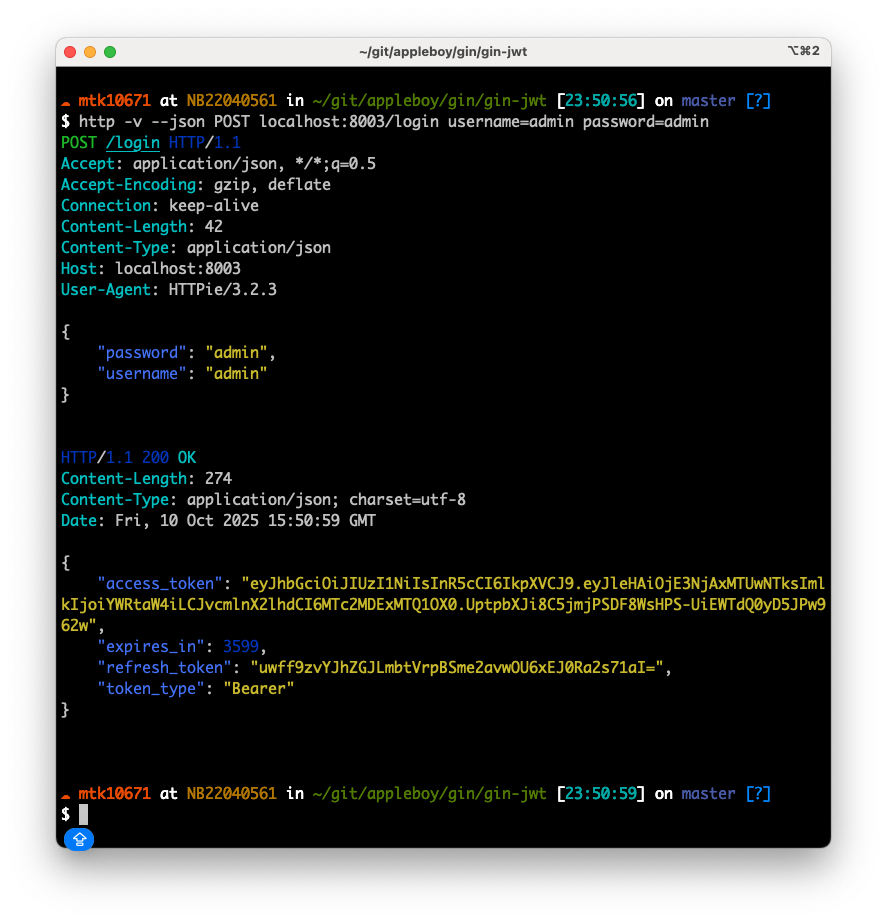 ~/git/appleboy/gin/gin-jwt
⌥⌘2
mtk10671 at NB22040561 in ~/git/appleboy/gin/gin-jwt [23:50:56] on master [?]
$ http -v --json POST localhost:8003/login username=admin password=admin
POST /login HTTP/1.1
Accept: application/json, */*;q=0.5
Accept-Encoding: gzip, deflate
Connection: keep-alive
Content-Length: 42
Content-Type: application/json
Host: localhost:8003
User-Agent: HTTPie/3.2.3
{
    "password": "admin",
    "username": "admin"
}
HTTP/1.1 200 OK
Content-Length: 274
Content-Type: application/json; charset=utf-8
Date: Fri, 10 Oct 2025 15:50:59 GMT
{
    "access_token": "eyJhbGciOiJIUzI1NiIsInR5cCI6IkpXVCJ9.eyJleHAiOjE3NjAxMTUwNTksIml
kIjoiYWRtaW4iLCJvcmlnX2lhdCI6MTc2MDExMTQ1OX0.UptpbXJi8C5jmjPSDF8WsHPS-UiEWTdQ0yD5JPw9
62w",
    "expires_in": 3599,
    "refresh_token": "uwff9zvYJhZGJLmbtVrpBSme2avwOU6xEJ0Ra2s71aI=",
    "token_type": "Bearer"
}
mtk10671 at NB22040561 in ~/git/appleboy/gin/gin-jwt [23:50:59] on master [?]
$